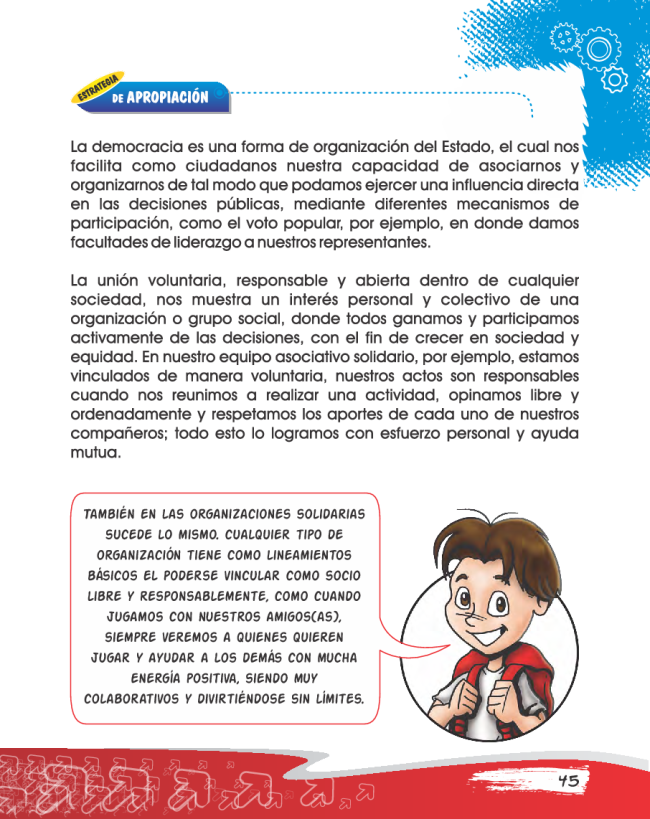 ESTRATEGIA
DE APROPIACIÓN
La democracia es una forma de organización del Estado, el cual nos
facilita como ciudadanos nuestra capacidad de asociarnos y
organizarnos de tal modo que podamos ejercer una influencia directa
en las decisiones públicas, mediante diferentes mecanismos de
participación, como el voto popular, por ejemplo, en donde damos
facultades de liderazgo a nuestros representantes.
La unión voluntaria, responsable y abierta dentro de cualquier
sociedad, nos muestra un interés personal y colectivo de una
organización o grupo social, donde todos ganamos y participamos
activamente de las decisiones, con el fin de crecer en sociedad y
equidad. En nuestro equipo asociativo solidario, por ejemplo, estamos
vinculados de manera voluntaria, nuestros actos son responsables
cuando nos reunimos a realizar una actividad, opinamos libre y
ordenadamente y respetamos los aportes de cada uno de nuestros
compañeros; todo esto lo logramos con esfuerzo personal y ayuda
mutua.
TAMBIÉN EN LAS ORGANIZACIONES SOLIDARIAS
SUCEDE LO MISMO. CUALQUIER TIPO DE
ORGANIZACIÓN TIENE COMO LINEAMIENTOS
BÁSICOS EL PODERSE VINCULAR COMO SOCIO
LIBRE Y RESPONSABLEMENTE, COMO CUANDO
JUGAMOS CON NUESTROS AMIGOS(AS),
SIEMPRE VEREMOS A QUIENES QUIEREN
JUGAR Y AYUDAR A LOS DEMÁS CON MUCHA
ENERGÍA POSITIVA, SIENDO MUY
COLABORATIVOS Y DIVIRTIÉNDOSE SIN LÍMITES.
45